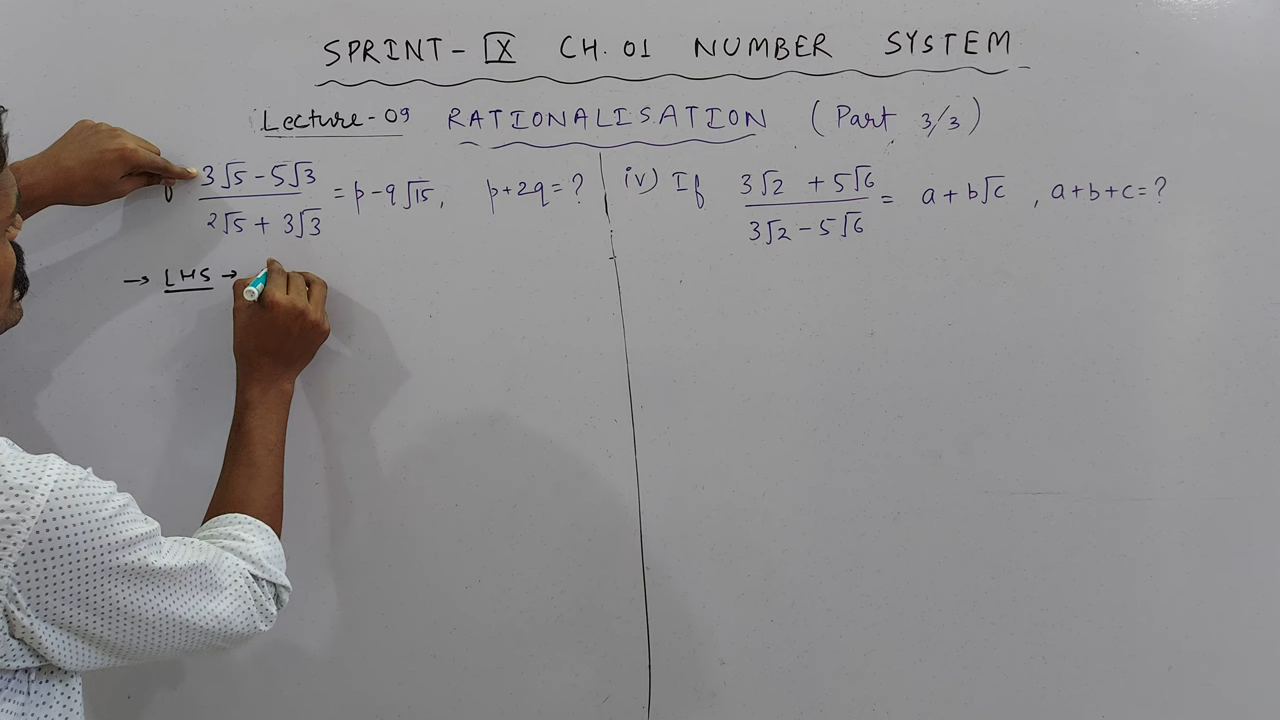 SPRINT-IX CH.01 NUMBER SYSTEM
Lecture-09 RATIONALISATION (Part 3/3)
3√5-5√3 / 2√5+3√3 = p-q√15, p+2q=?
iv) If 3√2+5√6 / 3√2-5√6 = a+b√c, a+b+c=?
→ LHS →